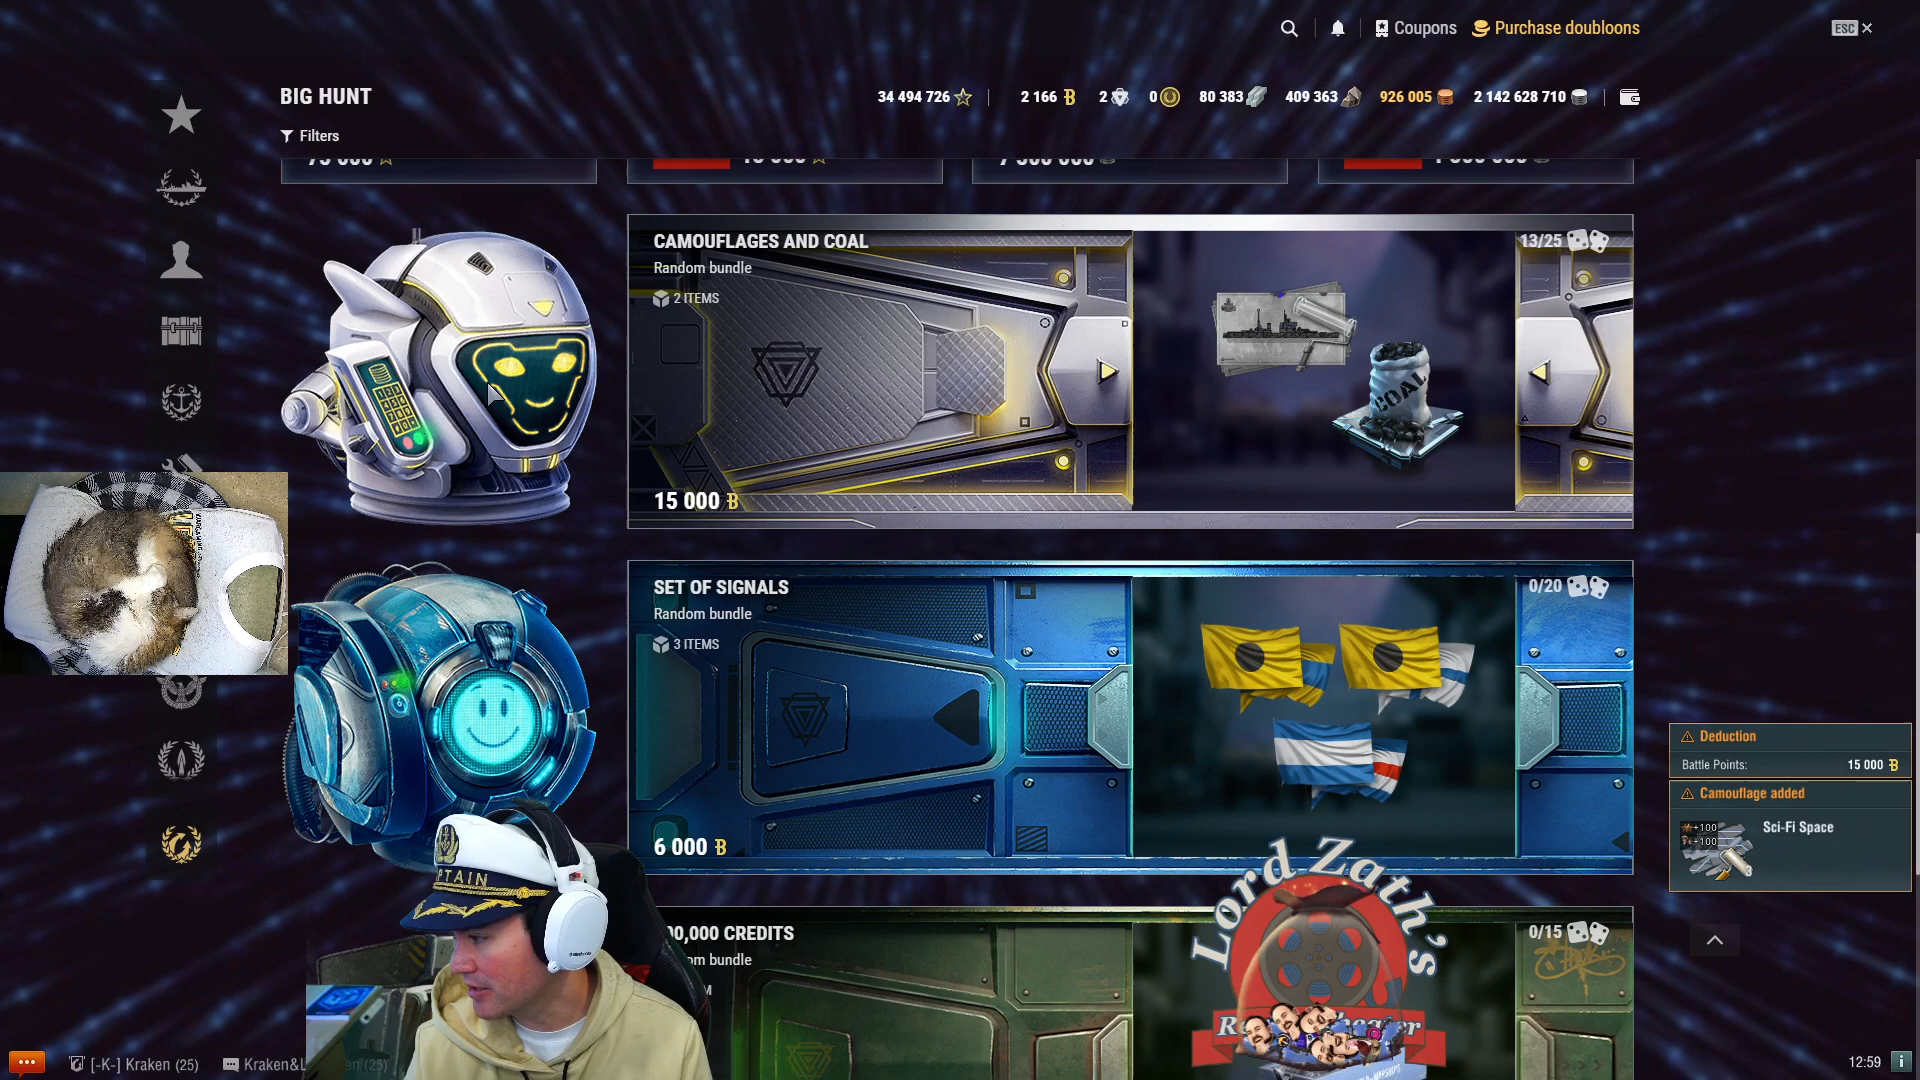 Coupons
Purchase doubloons
ESC
BIG HUNT
34 494 726
2 166
2
0
80 383
409 363
926 005
2 142 628 710
Filters
CAMOUFLAGES AND COAL
Random bundle
2 ITEMS
15 000
13/25
COAL
SET OF SIGNALS
Random bundle
3 ITEMS
6 000
0/20
Deduction
Battle Points: 15 000
Camouflage added
+100
+100
Sci-Fi Space
00,000 CREDITS
0/15
Lord Zath's
[-K-] Kraken (25)
12:59